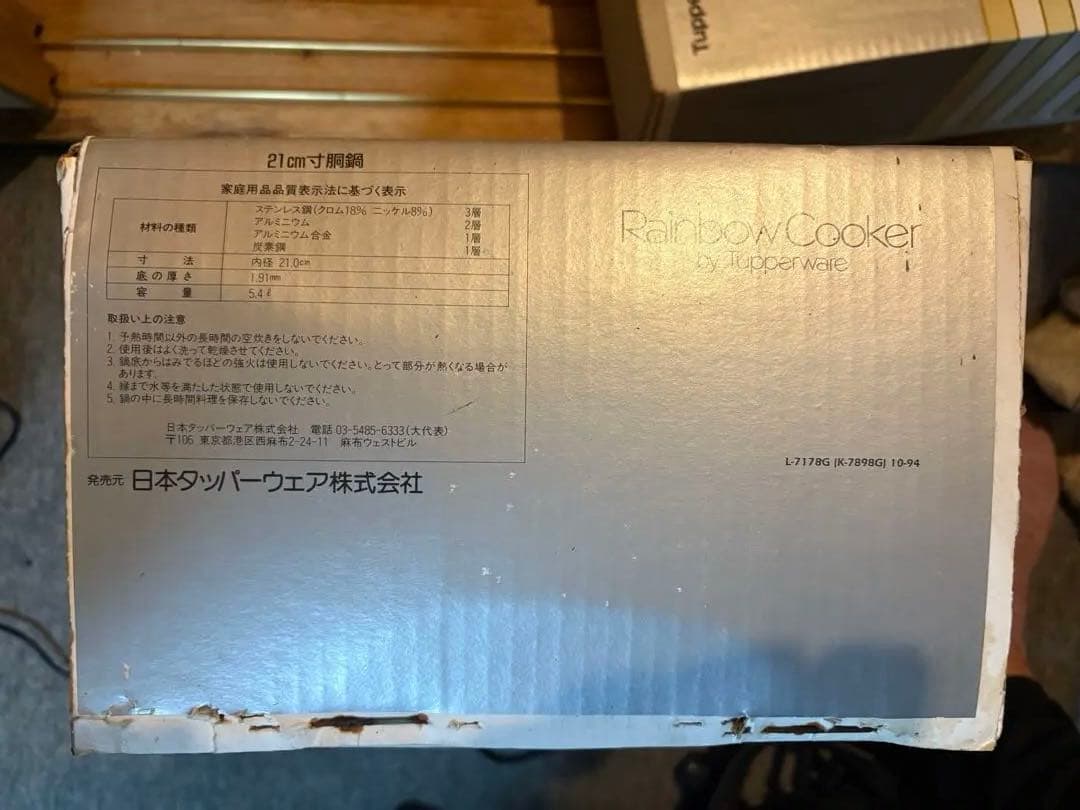 Tuppe
21cm寸胴鍋
家庭用品品質表示法に基づく表示
材料の種類
ステンレス鋼(クロム18% ニッケル8%) 3層
アルミニウム 2層
アルミニウム合金 1層
炭素鋼 1層
寸法 内径 21.0cm
底の厚さ 1.91mm
容量 5.4ℓ
取扱い上の注意
1. 予熱時間以外の長時間の空炊きをしないでください。
2. 使用後はよく洗って乾燥させてください。
3. 鍋底からはみでるほどの強火は使用しないでください。とって部分が熱くなる場合が
あります。
4. 縁まで水等を満たした状態で使用しないでください。
5. 鍋の中に長時間料理を保存しないでください。
日本タッパーウェア株式会社 電話 03-5485-6333(大代表)
〒106 東京都港区西麻布2-24-11 麻布ウェストビル
発売元 日本タッパーウェア株式会社
Rainbow Cooker
by Tupperware
L-7178G (K-7898G) 10-94